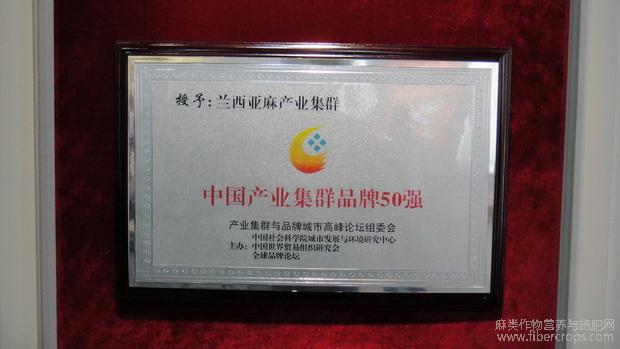 授予：兰西亚麻产业集群
中国产业集群品牌50强
产业集群与品牌城市高峰论坛组委会
中国社会科学院城市发展与环境研究中心
主办：中国世界贸易组织研究会
全球品牌论坛
麻类作物营养与施肥网
www.fibercrops.com